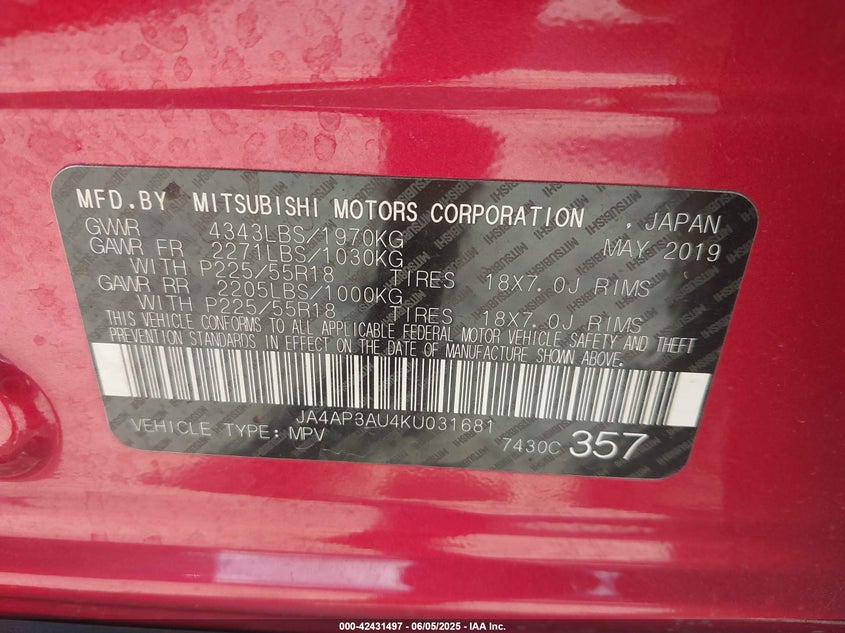 MFD.BY MITSUBISHI MOTORS CORPORATION , JAPAN
GVWR 4343LBS/1970KG MAY 2019
GAWR FR 2271LBS/1030KG
WITH P225/55R18 TIRES 18X7.0J RIMS
GAWR RR 2205LBS/1000KG
WITH P225/55R18 TIRES 18X7.0J RIMS
THIS VEHICLE CONFORMS TO ALL APPLICABLE FEDERAL MOTOR VEHICLE SAFETY AND THEFT
PREVENTION STANDARDS IN EFFECT ON THE DATE OF MANUFACTURE SHOWN ABOVE.
JA4AP3AU4KU031681
VEHICLE TYPE: MPV 7430C 357
000-42431497 - 06/05/2025 - IAA Inc.